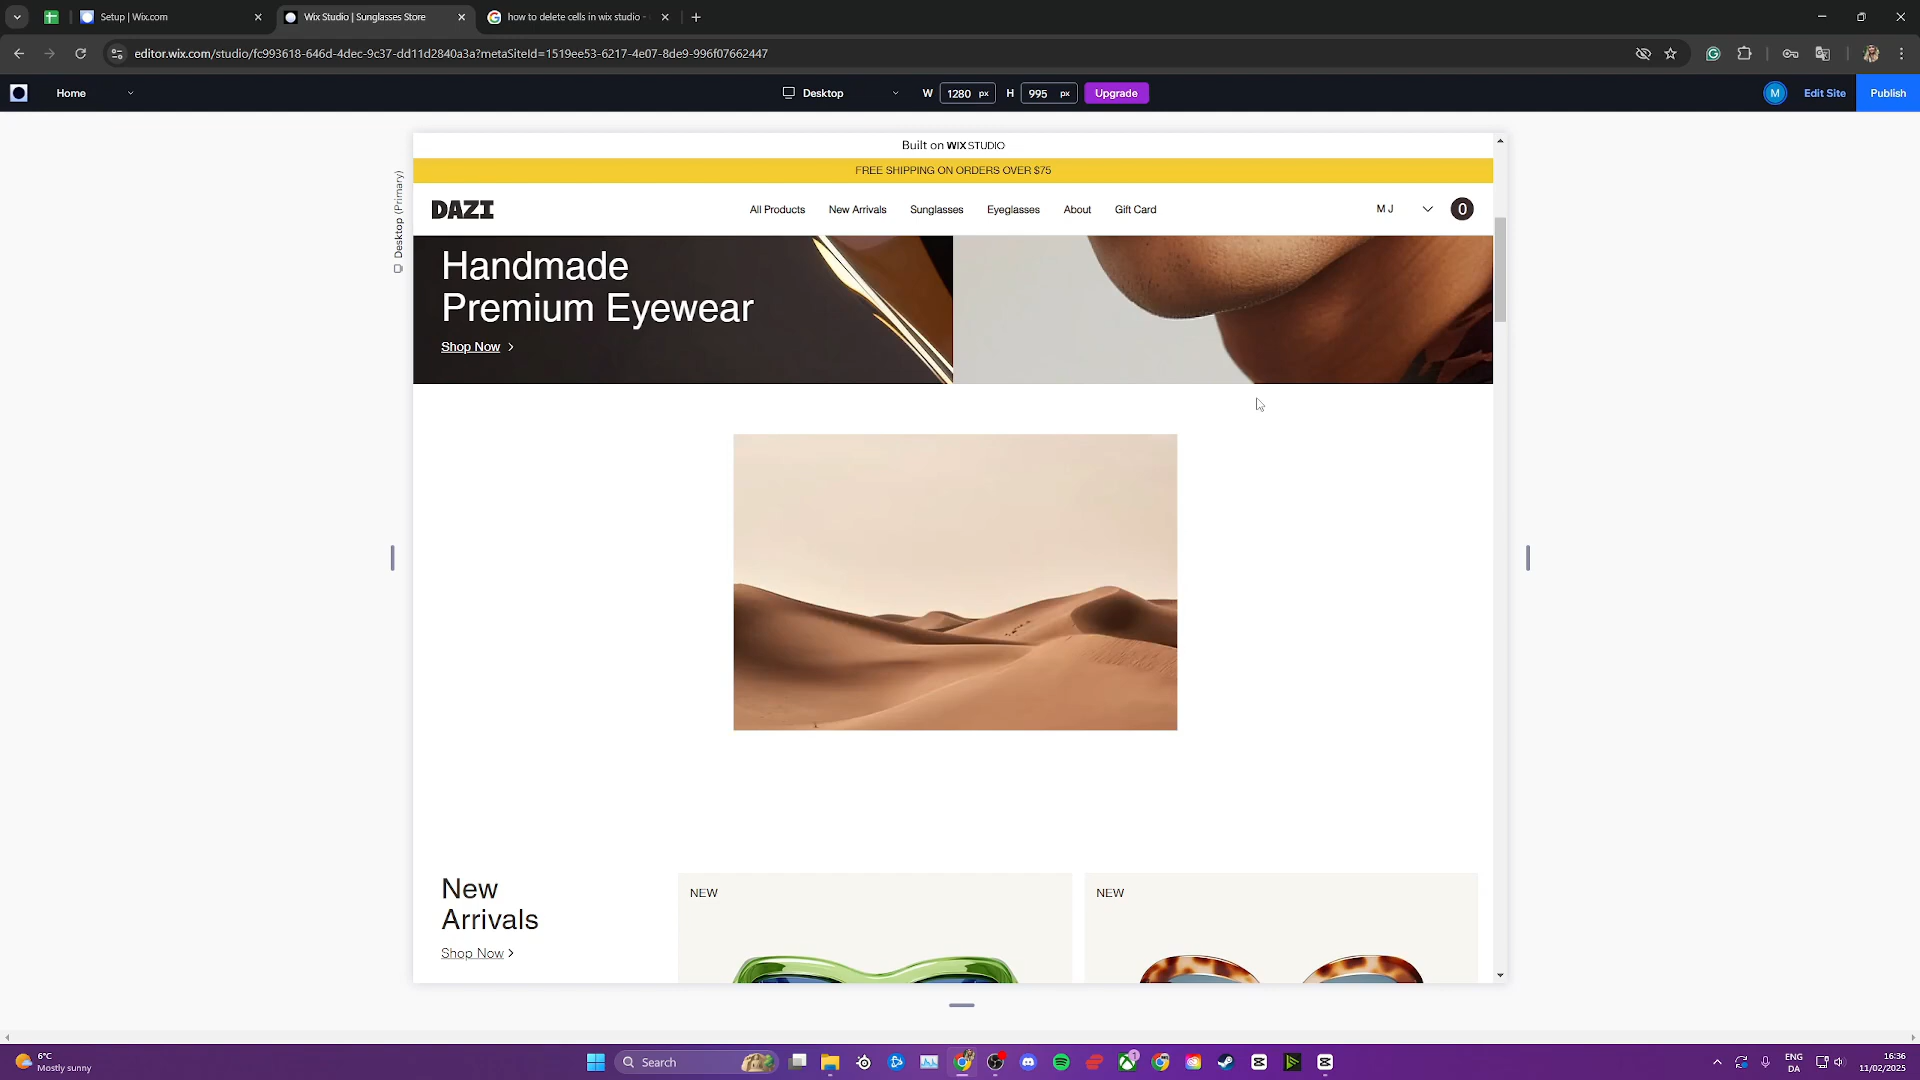 Setup | Wix.com
Wix Studio | Sunglasses Store
how to delete cells in wix studio -
editor.wix.com/studio/fc993618-646d-4dec-9c37-dd11d2840a3a?metaSiteId=1519ee53-6217-4e07-8de9-996f07662447
Home
Desktop
W 1280 px H 995 px
Upgrade
M
Edit Site
Publish
Desktop (Primary)
Built on WIX STUDIO
FREE SHIPPING ON ORDERS OVER $75
DAZI
All Products New Arrivals Sunglasses Eyeglasses About Gift Card
M J
0
Handmade
Premium Eyewear
Shop Now
New
Arrivals
Shop Now
NEW
NEW
6°C
Mostly sunny
Search
1
ENG
DA
16:36
11/02/2025